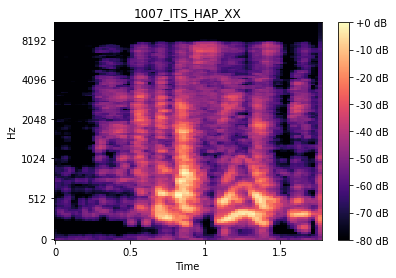 1007_ITS_HAP_XX
Hz
8192
4096
2048
1024
512
0
0
0.5
1
1.5
Time
+0 dB
-10 dB
-20 dB
-30 dB
-40 dB
-50 dB
-60 dB
-70 dB
-80 dB